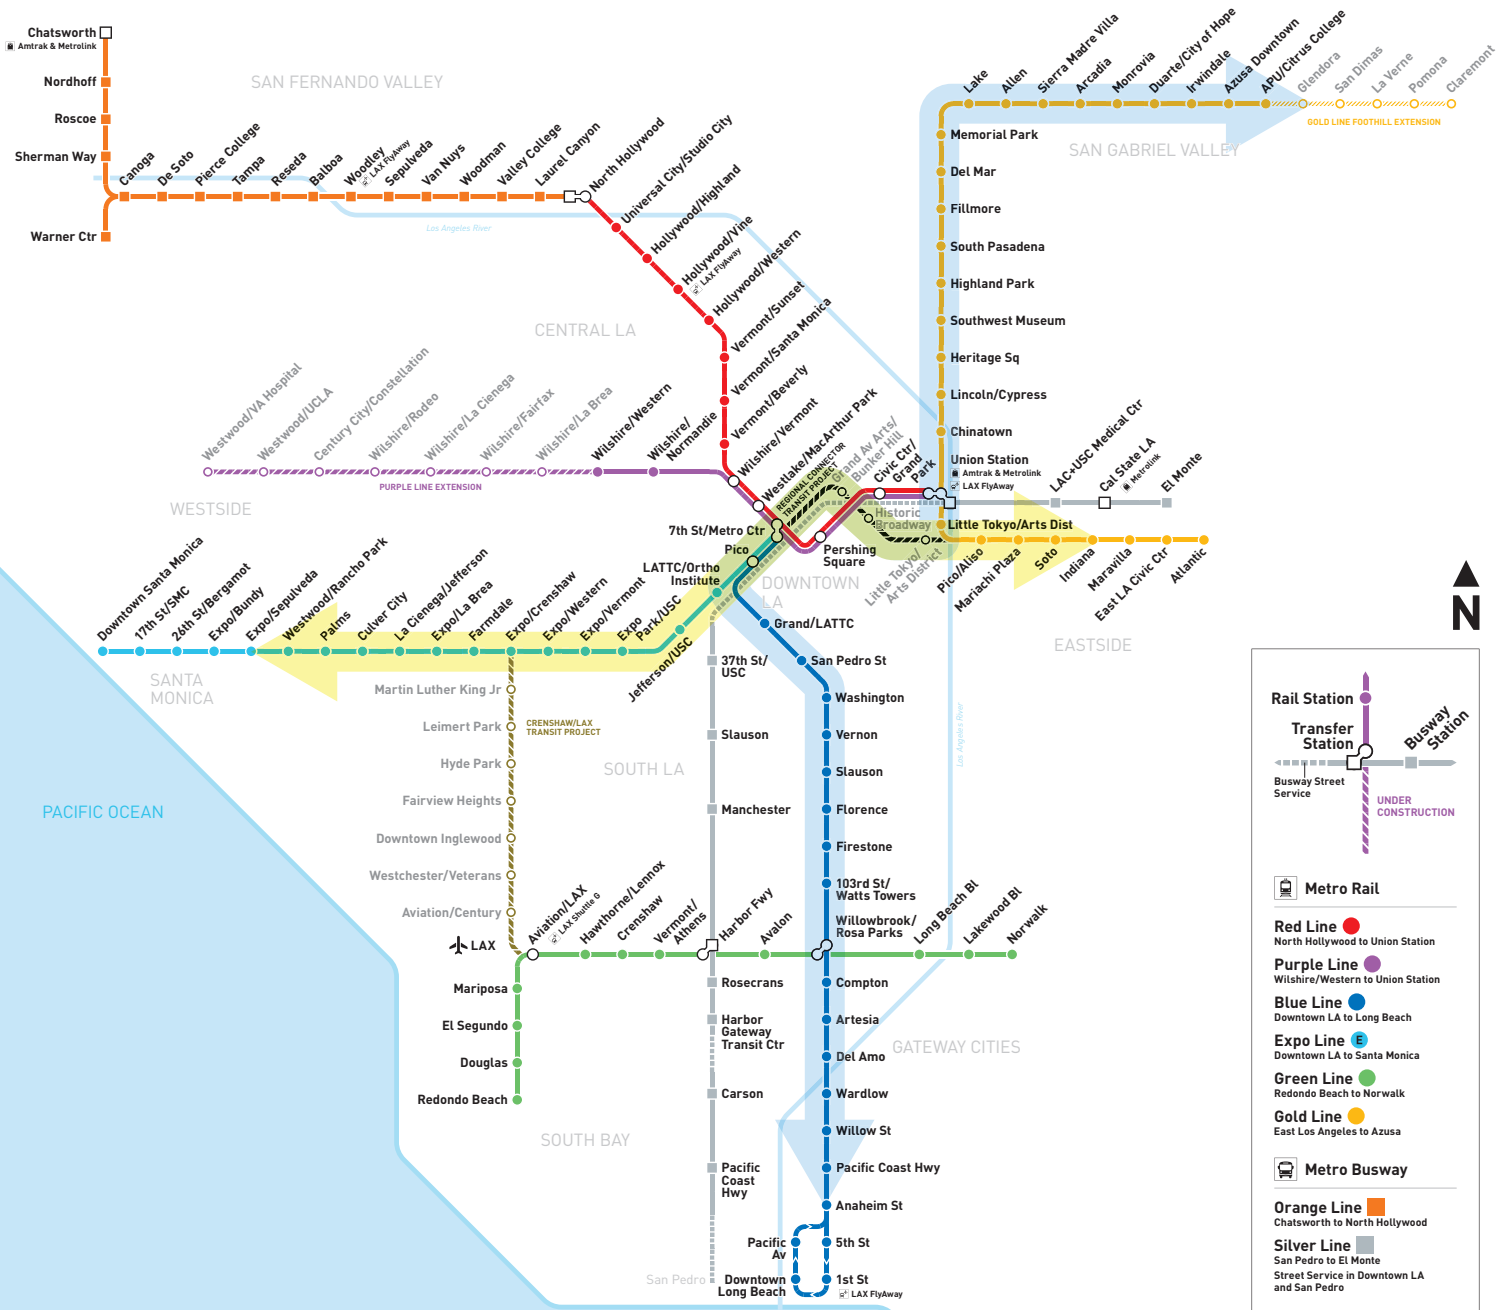 Chatsworth
Amtrak & Metrolink
Nordhoff
Roscoe
Sherman Way
Warner Ctr
SAN FERNANDO VALLEY
Canoga
De Soto
Pierce College
Tampa
Reseda
Balboa
Woodley
LAX FlyAway
Sepulveda
Van Nuys
Woodman
Valley College
Laurel Canyon
North Hollywood
Los Angeles River
Universal City/Studio City
Hollywood/Highland
Hollywood/Vine
LAX FlyAway
Hollywood/Western
Vermont/Sunset
Vermont/Santa Monica
Vermont/Beverly
Wilshire/Vermont
Westlake/MacArthur Park
CENTRAL LA
Westwood/VA Hospital
Westwood/UCLA
Century City/Constellation
Wilshire/Rodeo
Wilshire/La Cienega
Wilshire/Fairfax
Wilshire/La Brea
Wilshire/Western
Wilshire/
Normandie
PURPLE LINE EXTENSION
WESTSIDE
REGIONAL CONNECTOR
TRANSIT PROJECT
Grand Av Arts/
Bunker Hill
Civic Ctr/
Grand
Park
Historic
Broadway
Little Tokyo/
Arts District
7th St/Metro Ctr
Pico
LATTC/Ortho
Institute
Pershing
Square
DOWNTOWN
LA
Lake
Allen
Sierra Madre Villa
Arcadia
Monrovia
Duarte/City of Hope
Irwindale
Azusa Downtown
APU/Citrus College
Glendora
San Dimas
La Verne
Pomona
Claremont
GOLD LINE FOOTHILL EXTENSION
SAN GABRIEL VALLEY
Memorial Park
Del Mar
Fillmore
South Pasadena
Highland Park
Southwest Museum
Heritage Sq
Lincoln/Cypress
Chinatown
Union Station
Amtrak & Metrolink
LAX FlyAway
LAC+USC Medical Ctr
Cal State LA
Metrolink
El Monte
Little Tokyo/Arts Dist
Pico/Aliso
Mariachi Plaza
Soto
Indiana
Maravilla
East LA Civic Ctr
Atlantic
EASTSIDE
Los Angeles River
Downtown Santa Monica
17th St/SMC
26th St/Bergamot
Expo/Bundy
Expo/Sepulveda
Westwood/Rancho Park
Palms
Culver City
La Cienega/Jefferson
Expo/La Brea
Farmdale
Expo/Crenshaw
Expo/Western
Expo/Vermont
Expo
Park/USC
Jefferson/USC
SANTA
MONICA
Martin Luther King Jr
Leimert Park
Hyde Park
Fairview Heights
Downtown Inglewood
Westchester/Veterans
Aviation/Century
CRENSHAW/LAX
TRANSIT PROJECT
SOUTH LA
PACIFIC OCEAN
LAX
Aviation/LAX
LAX Shuttle G
Hawthorne/Lennox
Crenshaw
Vermont/
Athens
Harbor Fwy
Avalon
Willowbrook/
Rosa Parks
Long Beach Bl
Lakewood Bl
Norwalk
Mariposa
El Segundo
Douglas
Redondo Beach
SOUTH BAY
37th St/
USC
Slauson
Manchester
Rosecrans
Harbor
Gateway
Transit Ctr
Carson
Pacific
Coast
Hwy
San Pedro
Grand/LATTC
San Pedro St
Washington
Vernon
Slauson
Florence
Firestone
103rd St/
Watts Towers
Compton
Artesia
Del Amo
Wardlow
Willow St
Pacific Coast Hwy
Anaheim St
5th St
1st St
LAX FlyAway
Pacific
Av
Downtown
Long Beach
GATEWAY CITIES
N
Rail Station
Transfer
Station
Busway
Station
Busway Street
Service
UNDER
CONSTRUCTION
Metro Rail
Red Line
North Hollywood to Union Station
Purple Line
Wilshire/Western to Union Station
Blue Line
Downtown LA to Long Beach
Expo Line E
Downtown LA to Santa Monica
Green Line
Redondo Beach to Norwalk
Gold Line
East Los Angeles to Azusa
Metro Busway
Orange Line
Chatsworth to North Hollywood
Silver Line
San Pedro to El Monte
Street Service in Downtown LA
and San Pedro